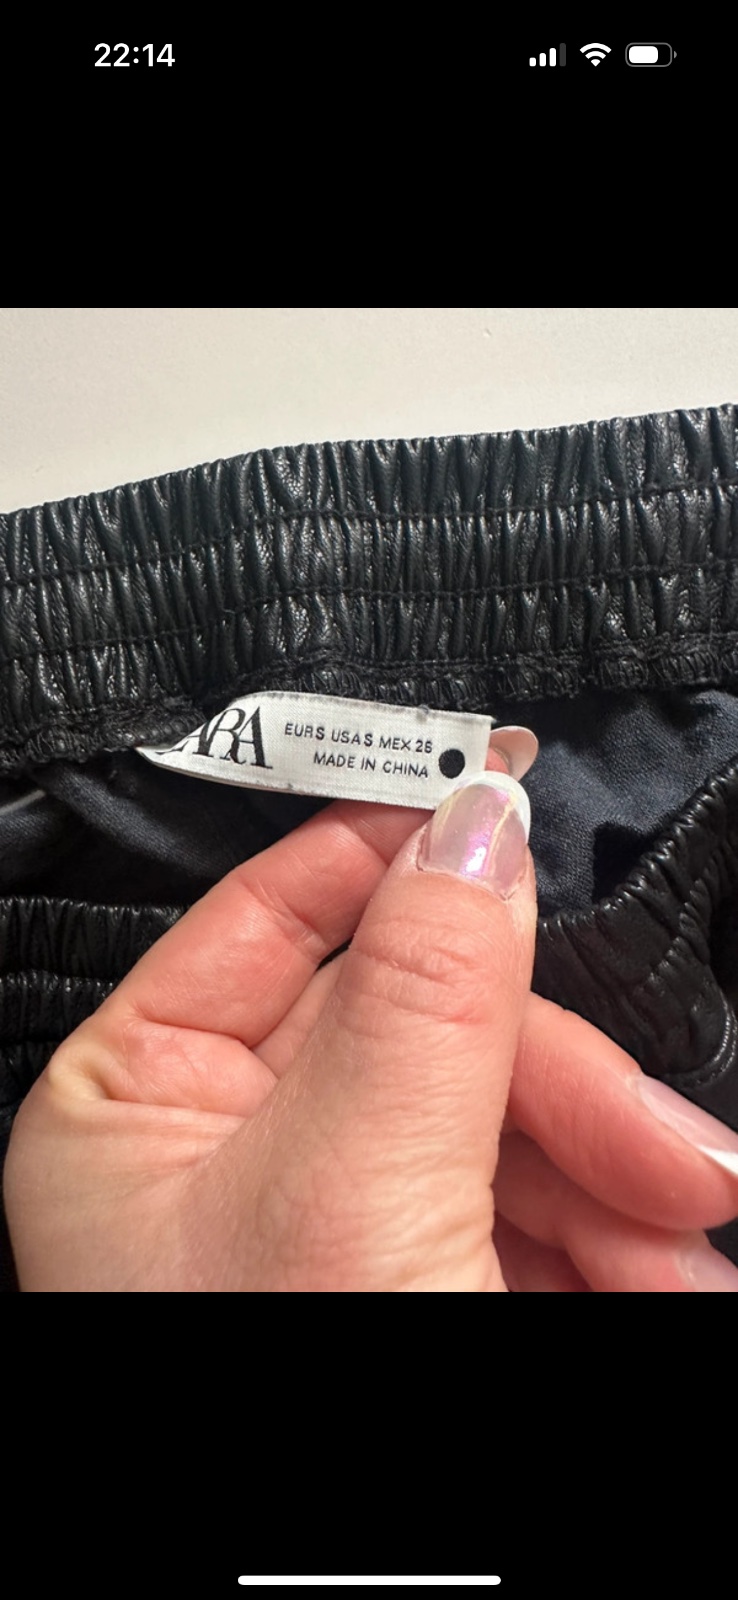 22:14
ZARA
EUR S USA S MEX 26
MADE IN CHINA